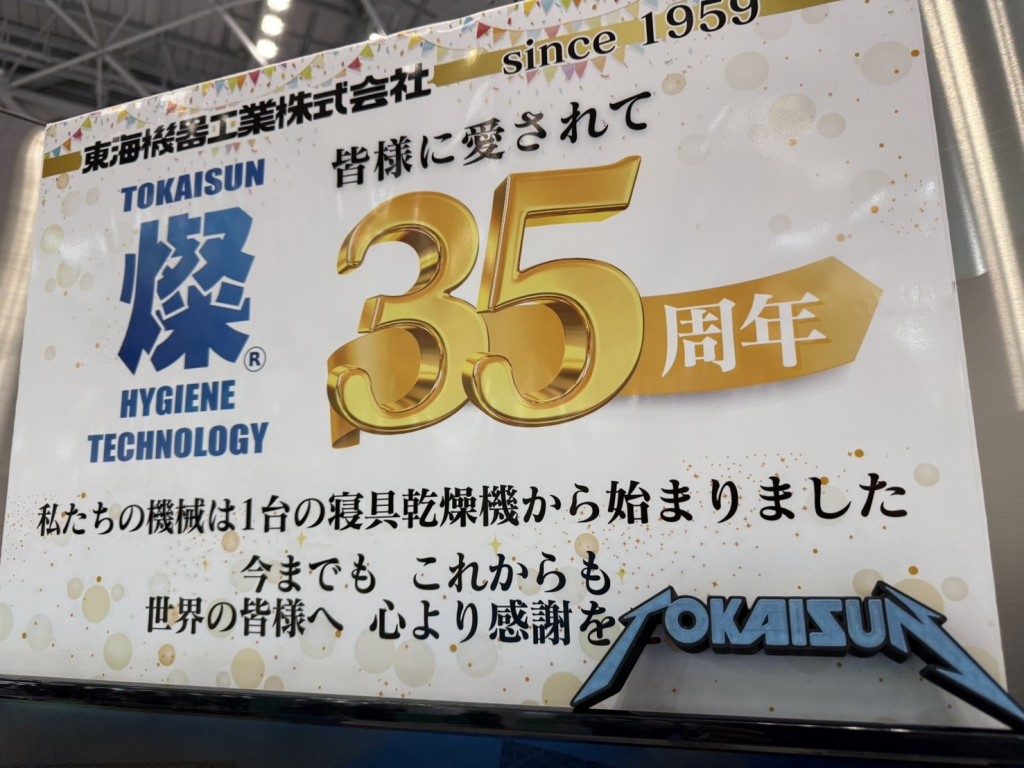 since 1959
東海機器工業株式会社
皆様に愛されて
TOKAISUN
燦®
HYGIENE
TECHNOLOGY
35周年
私たちの機械は1台の寝具乾燥機から始まりました
今までも これからも
世界の皆様へ 心より感謝を
TOKAISUN